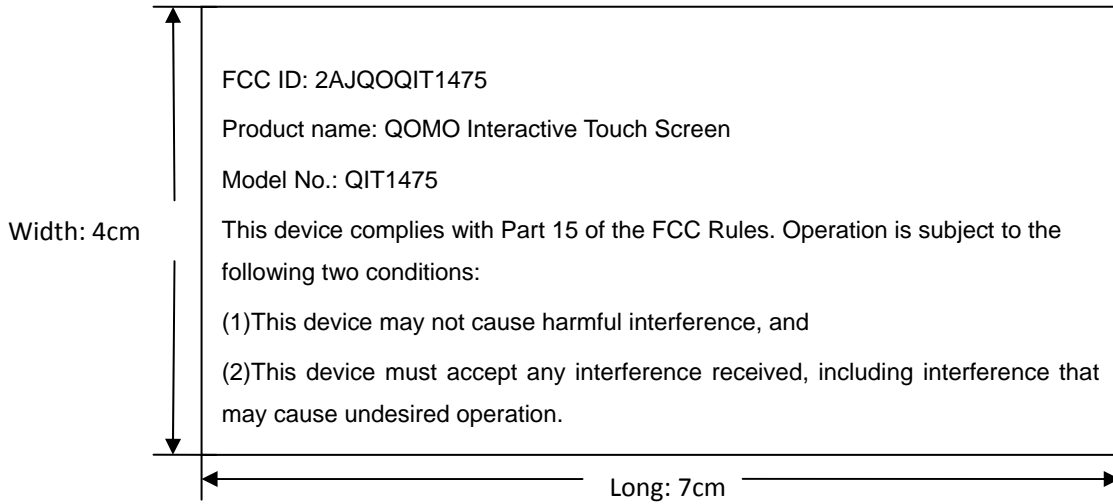 FCC ID: 2AJQOQIT1475
Product name: QOMO Interactive Touch Screen
Model No.: QIT1475
Width: 4cm
This device complies with Part 15 of the FCC Rules. Operation is subject to the
following two conditions:
(1)This device may not cause harmful interference, and
(2)This device must accept any interference received, including interference that
may cause undesired operation.
Long: 7cm